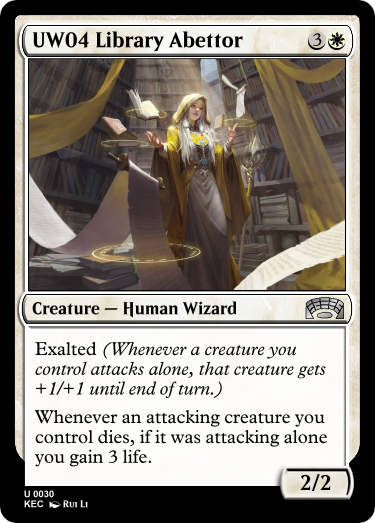 UW04 Library Abettor 3
Creature — Human Wizard
Exalted (Whenever a creature you
control attacks alone, that creature gets
+1/+1 until end of turn.)
Whenever an attacking creature you
control dies, if it was attacking alone
you gain 3 life.
2/2
U 0030
KEC Rui Li